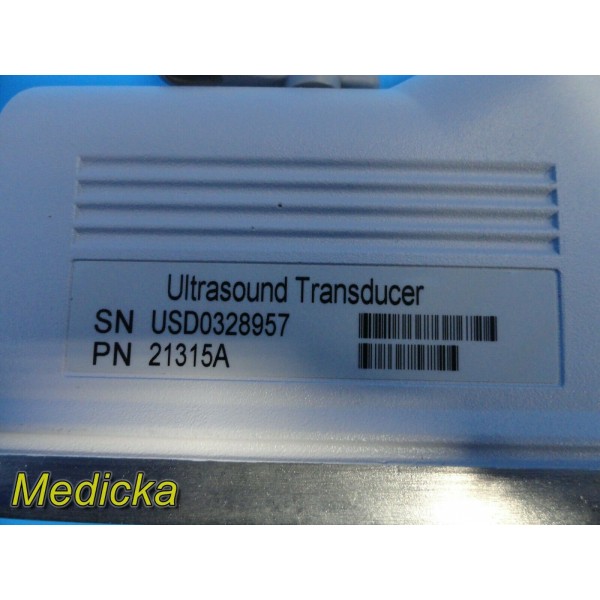 Ultrasound Transducer
SN USD0328957
PN 21315A
Medicka